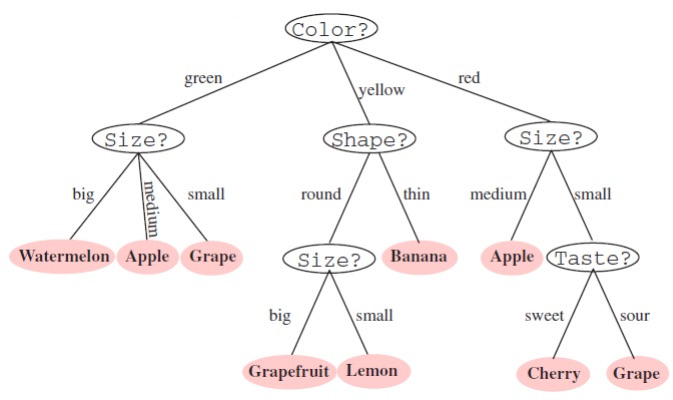 Color?
green
yellow
red
Size?
Shape?
Size?
big
medium
small
round
thin
medium
small
Watermelon
Apple
Grape
Size?
Banana
Apple
Taste?
big
small
sweet
sour
Grapefruit
Lemon
Cherry
Grape